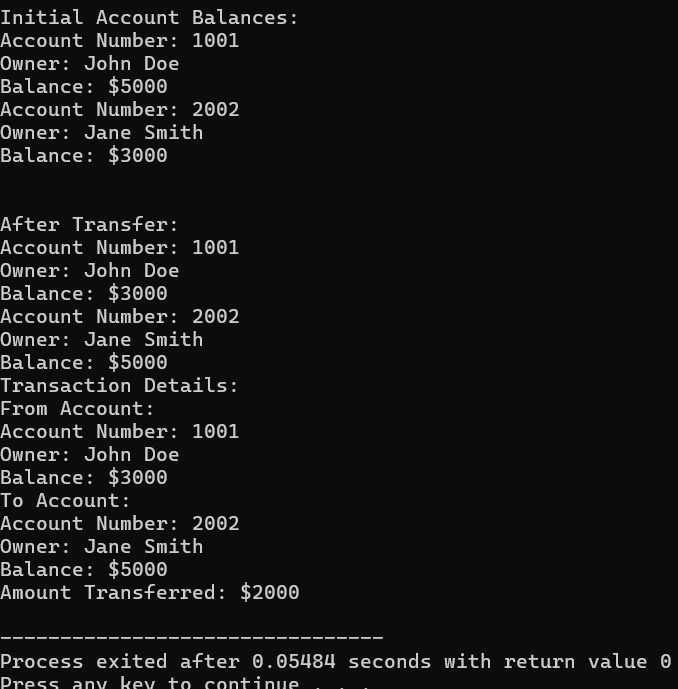 Initial Account Balances:
Account Number: 1001
Owner: John Doe
Balance: $5000
Account Number: 2002
Owner: Jane Smith
Balance: $3000
After Transfer:
Account Number: 1001
Owner: John Doe
Balance: $3000
Account Number: 2002
Owner: Jane Smith
Balance: $5000
Transaction Details:
From Account:
Account Number: 1001
Owner: John Doe
Balance: $3000
To Account:
Account Number: 2002
Owner: Jane Smith
Balance: $5000
Amount Transferred: $2000
--------------------------------
Process exited after 0.05484 seconds with return value 0
Press any key to continue . . .